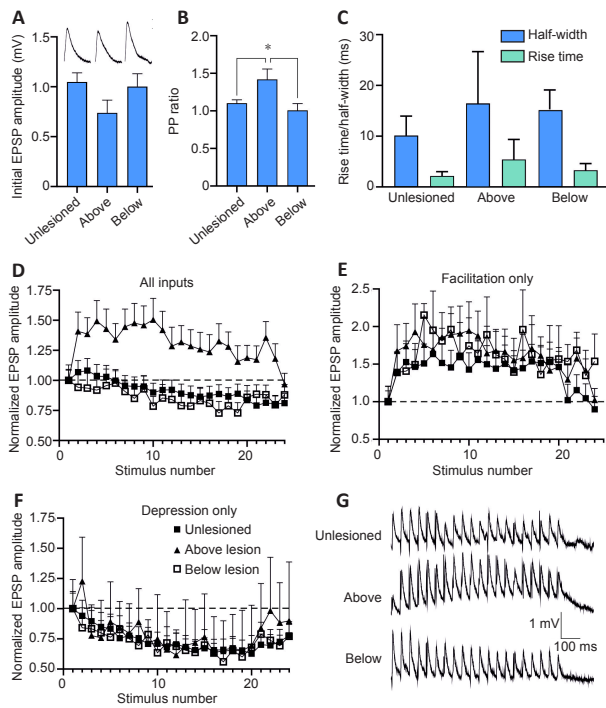 A
Initial EPSP amplitude (mV)
1.5
1.0
0.5
0
Unlesioned
Above
Below
B
PP ratio
2.0
1.5
1.0
0.5
0
*
Unlesioned
Above
Below
C
Rise time/half-width (ms)
30
20
10
0
Half-width
Rise time
Unlesioned
Above
Below
D
All inputs
Normalized EPSP amplitude
1.75
1.50
1.25
1.00
0.75
0.50
0
10
20
Stimulus number
E
Facilitation only
Normalized EPSP amplitude
2.5
2.0
1.5
1.0
0.5
0
10
20
Stimulus number
F
Depression only
Normalized EPSP amplitude
1.75
1.25
1.00
0.75
0.50
Unlesioned
Above lesion
Below lesion
0
10
20
Stimulus number
G
Unlesioned
Above
Below
1 mV
100 ms